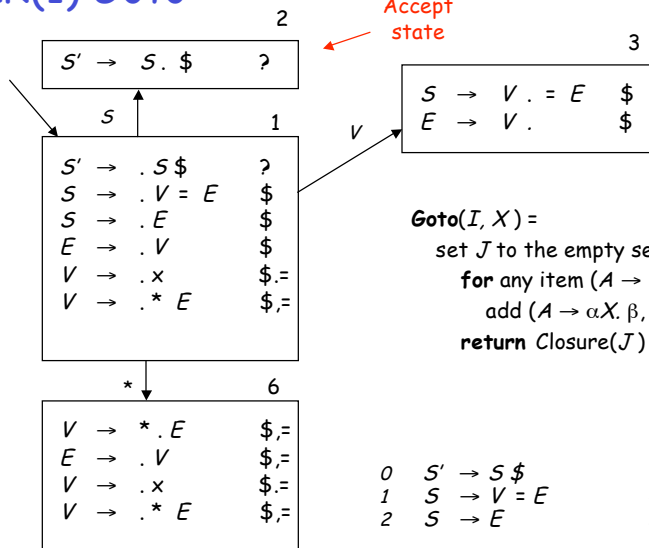 Goto
2
Accept
state
S' → S . $ ?
3
S → V . = E $
E → V . $
S
1
V
S' → . S $ ?
S → . V = E $
S → . E $
E → . V $
V → . x $.=
V → . * E $,=
Goto(I, X) =
set J to the empty se
for any item (A →
add (A → αX. β,
return Closure(J)
*
6
V → * . E $,=
E → . V $,=
V → . x $.=
V → . * E $,=
0 S' → S $
1 S → V = E
2 S → E